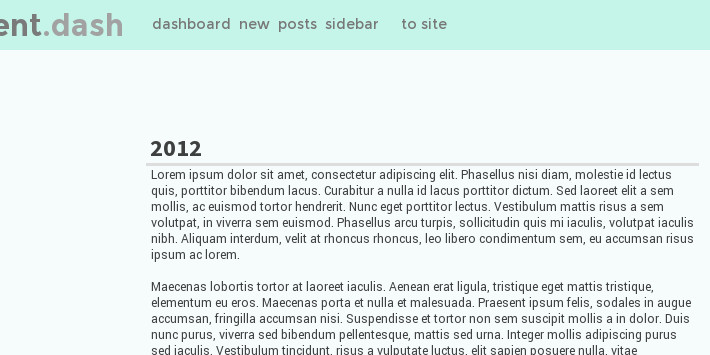 ent.dash dashboard new posts sidebar to site
2012
Lorem ipsum dolor sit amet, consectetur adipiscing elit. Phasellus nisi diam, molestie id lectus
quis, porttitor bibendum lacus. Curabitur a nulla id lacus porttitor dictum. Sed laoreet elit a sem
mollis, ac euismod tortor hendrerit. Nunc eget porttitor lectus. Vestibulum mattis risus a sem
volutpat, in viverra sem euismod. Phasellus arcu turpis, sollicitudin quis mi iaculis, volutpat iaculis
nibh. Aliquam interdum, velit at rhoncus rhoncus, leo libero condimentum sem, eu accumsan risus
ipsum ac lorem.
Maecenas lobortis tortor at laoreet iaculis. Aenean erat ligula, tristique eget mattis tristique,
elementum eu eros. Maecenas porta et nulla et malesuada. Praesent ipsum felis, sodales in augue
accumsan, fringilla accumsan nisi. Suspendisse et tortor non sem suscipit mollis a in dolor. Duis
nunc purus, viverra sed bibendum pellentesque, mattis sed urna. Integer mollis adipiscing purus
sed iaculis. Vestibulum tincidunt, risus a vulputate luctus, elit sapien posuere nulla, vitae